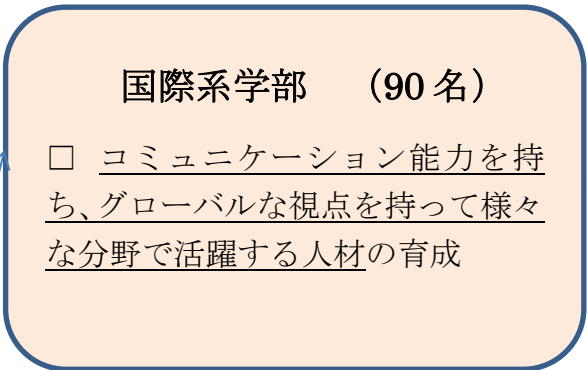 国際系学部 （90 名）
□ コミュニケーション能力を持
ち、グローバルな視点を持って様々
な分野で活躍する人材の育成